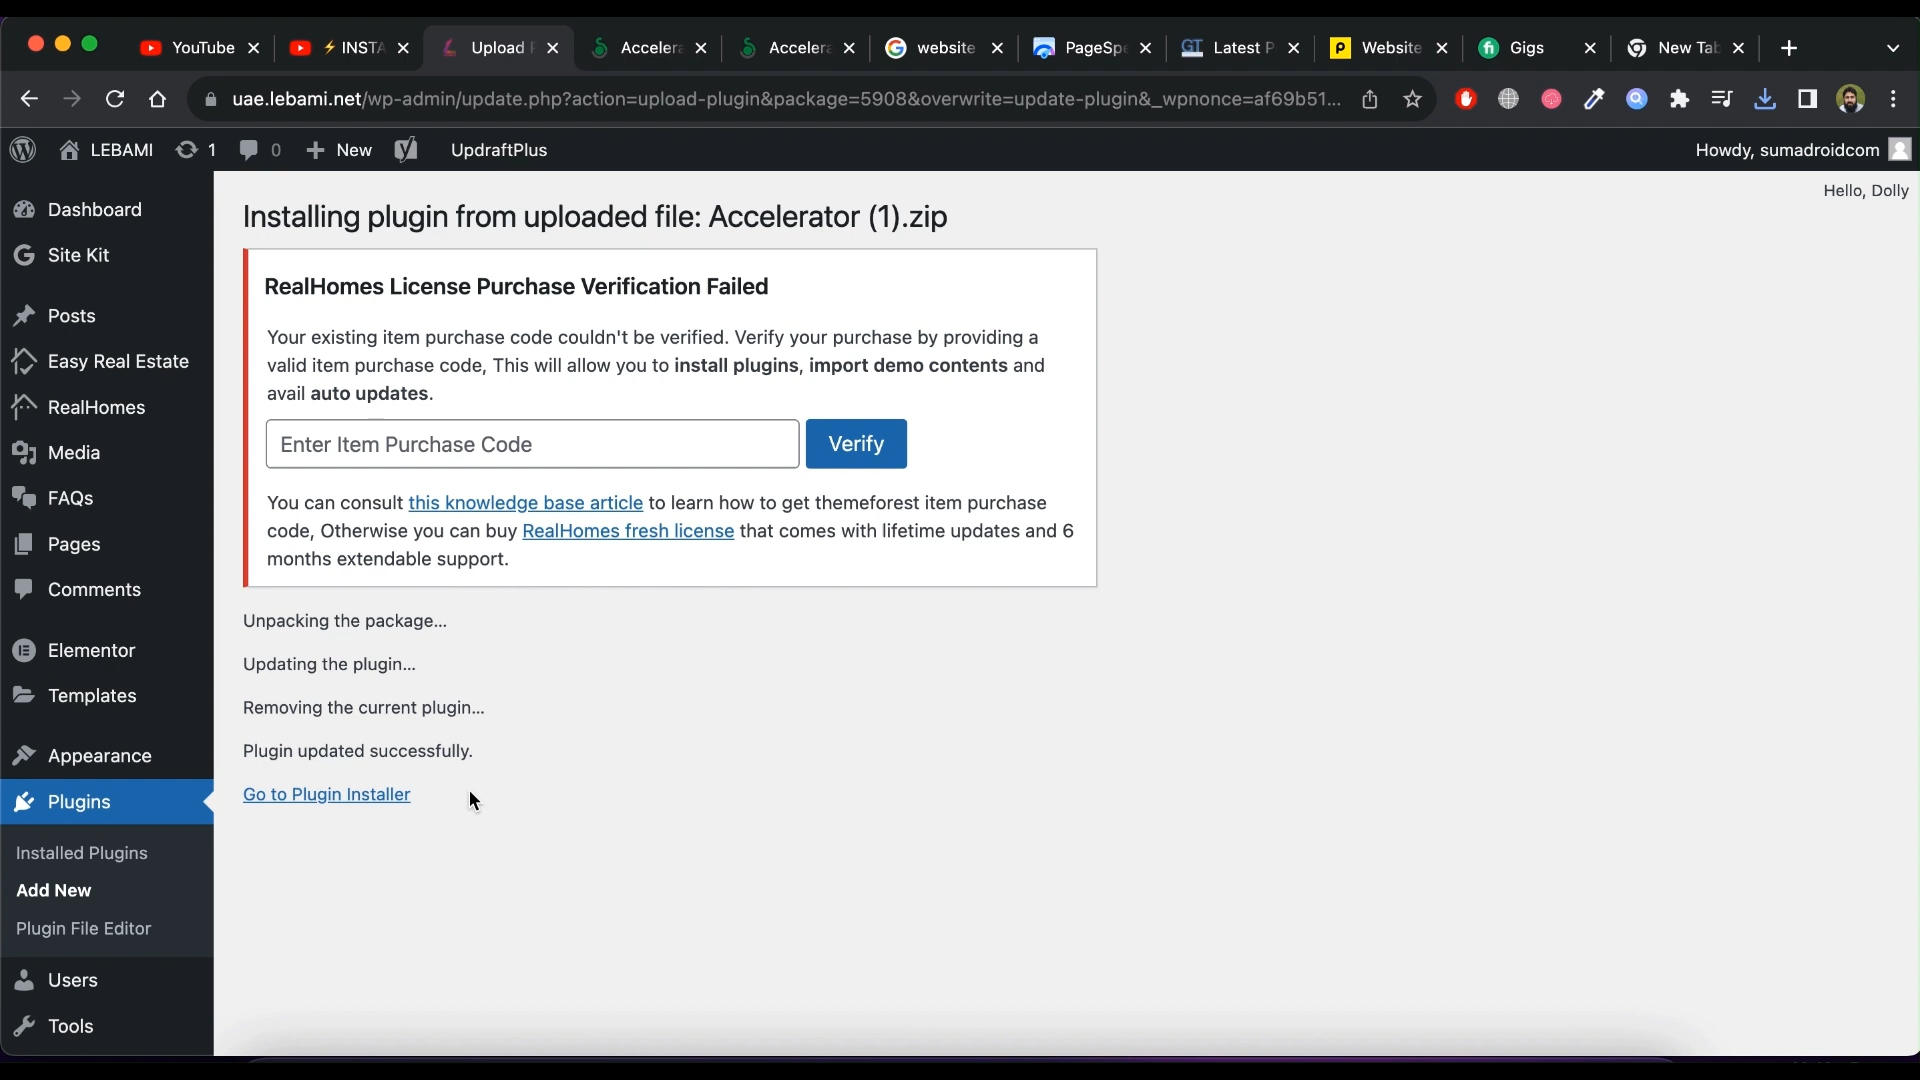 YouTube
⚡INSTA
Upload P
Accelera
Accelera
website
PageSpe
GT
Latest P
Website
Gigs
New Tab
uae.lebami.net/wp-admin/update.php?action=upload-plugin&package=5908&overwrite=update-plugin&_wpnonce=af69b51...
LEBAMI
1
0
New
UpdraftPlus
Howdy, sumadroidcom
Hello, Dolly
Dashboard
Site Kit
Posts
Easy Real Estate
RealHomes
Media
FAQs
Pages
Comments
Elementor
Templates
Appearance
Plugins
Installed Plugins
Add New
Plugin File Editor
Users
Tools
Installing plugin from uploaded file: Accelerator (1).zip
RealHomes License Purchase Verification Failed
Your existing item purchase code couldn't be verified. Verify your purchase by providing a
valid item purchase code, This will allow you to install plugins, import demo contents and
avail auto updates.
Enter Item Purchase Code
Verify
You can consult this knowledge base article to learn how to get themeforest item purchase
code, Otherwise you can buy RealHomes fresh license that comes with lifetime updates and 6
months extendable support.
Unpacking the package...
Updating the plugin...
Removing the current plugin...
Plugin updated successfully.
Go to Plugin Installer